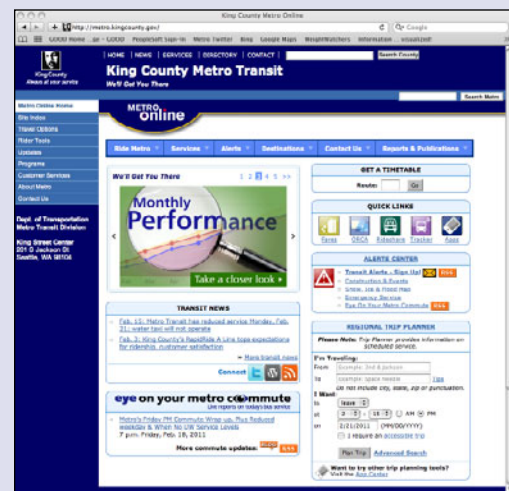 King County Metro Online
http://metro.kingcounty.gov/
Google
HOME | NEWS | SERVICES | DIRECTORY | CONTACT |
Search County
King County
Always at your service
King County Metro Transit
We'll Get You There
Search Metro
Metro Online Home
Site Index
Travel Options
Rider Tools
Updates
Programs
Customer Services
About Metro
Contact Us
Dept. of Transportation
Metro Transit Division
King Street Center
201 S Jackson St
Seattle, WA 98104
METRO
online
Ride Metro
Services
Alerts
Destinations
Contact Us
Reports & Publications
We'll Get You There
1 2 3 4 5 >>
Monthly
Performance
Take a closer look
TRANSIT NEWS
Feb. 15: Metro Transit has reduced service Monday, Feb.
21; water taxi will not operate
Feb. 3: King County's RapidRide A Line tops expectations
for ridership, customer satisfaction
More transit news
Connect
eye on your metro commute
Live reports on today's bus service
Metro's Friday PM Commute Wrap up, Plus Reduced
weekday & When No UW Service Levels
7 p.m. Friday, Feb. 18, 2011
More commute updates:
RSS
GET A TIMETABLE
Route:
Go
QUICK LINKS
Fares
ORCA
Rideshare
Tracker
Apps
ALERTS CENTER
Transit Alerts - Sign Up!
RSS
Construction & Events
Snow, Ice & Flood Map
Emergency Service
Eye On Your Metro Commute
RSS
REGIONAL TRIP PLANNER
Please Note: Trip Planner provides information on
scheduled service.
I'm Traveling:
From
Example: 3rd & Jackson
To
Example: space needle
Tips
Do not include city, state, zip or punctuation.
I Want:
to
leave
at
2
15
AM
PM
on
2/21/2011
(MM/DD/YYYY)
I require an accessible trip
Plan Trip
Advanced Search
Want to try other trip planning tools?
Visit the App Center